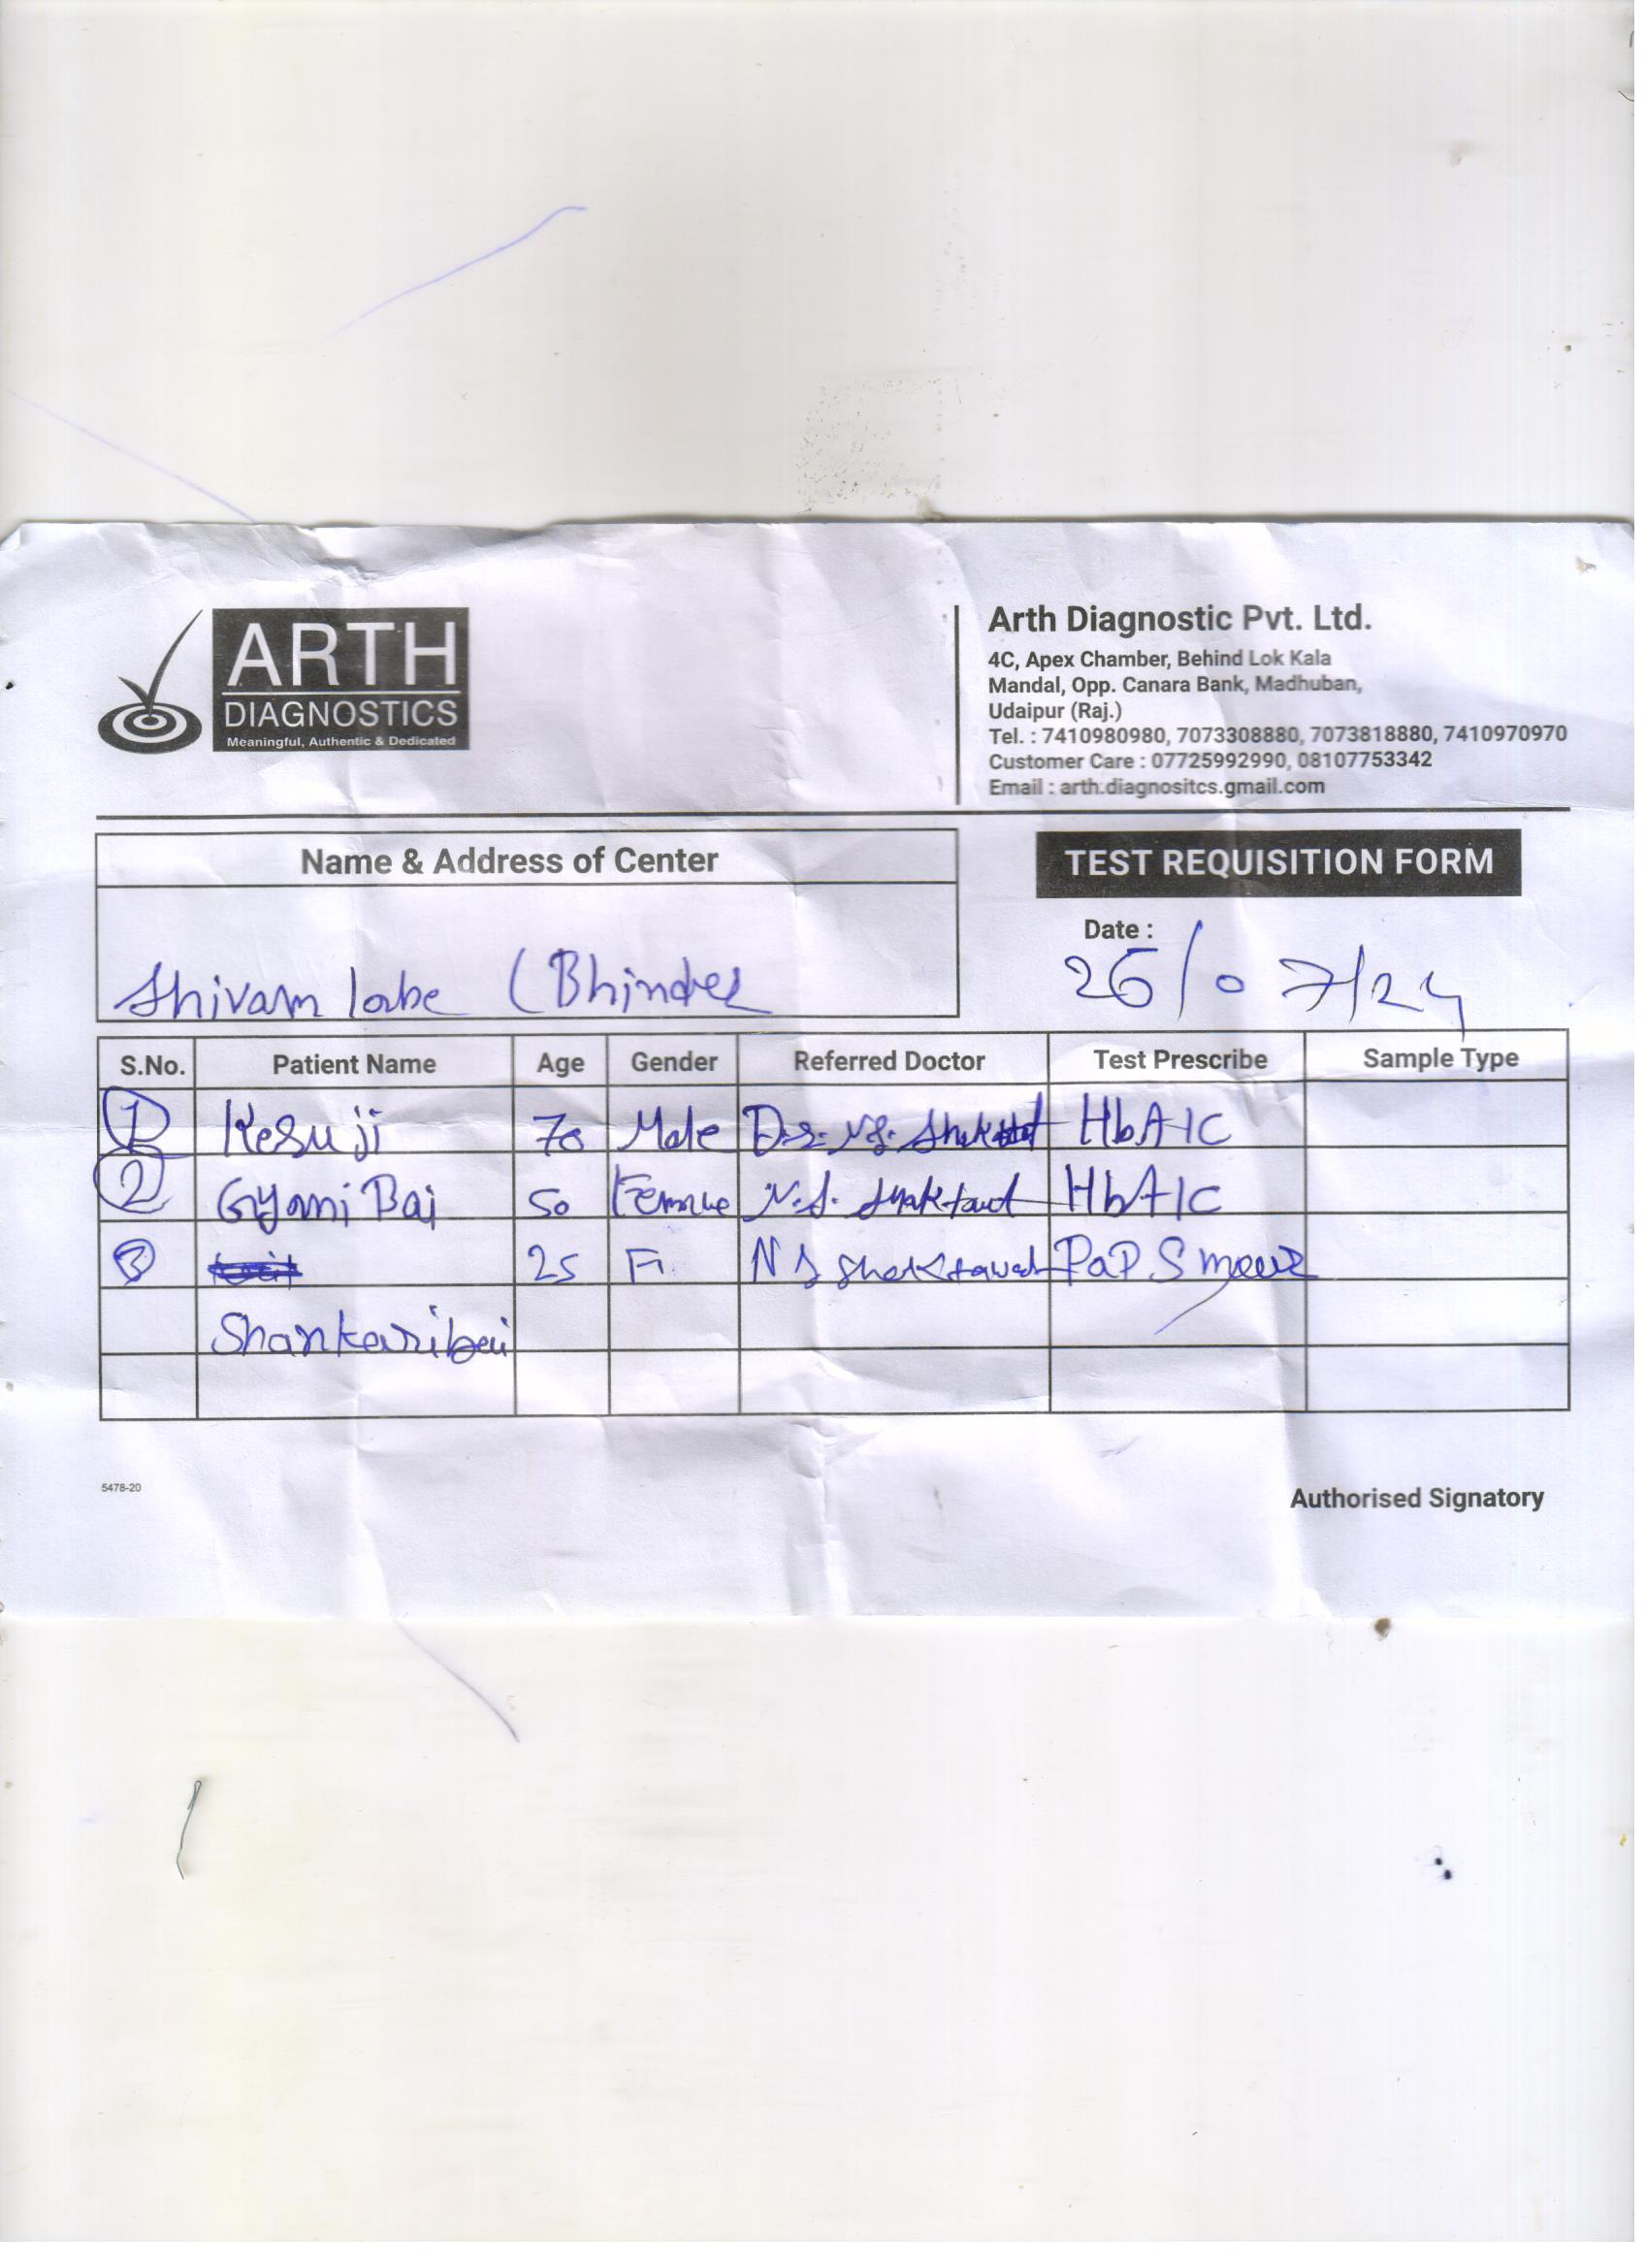 ARTH
DIAGNOSTICS
Meaningful, Authentic & Dedicated
Arth Diagnostic Pvt. Ltd.
4C, Apex Chamber, Behind Lok Kala
Mandal, Opp. Canara Bank, Madhuban,
Udaipur (Raj.)
Tel. : 7410980980, 7073308880, 7073818880, 7410970970
Customer Care : 07725992990, 08107753342
Email : arth.diagnositcs.gmail.com
Name & Address of Center
Shivam labe (Bhinder
TEST REQUISITION FORM
Date :
26/07/24
S.No. Patient Name Age Gender Referred Doctor Test Prescribe Sample Type
1 Kesuji 70 Male Dr. N.S. HbA1C
2 Gyani Bai 50 Female N.S. Shaktawat HbA1C
3 25 F. N S Shaktawat PaP Smear
Shankaribai
5478-20
Authorised Signatory